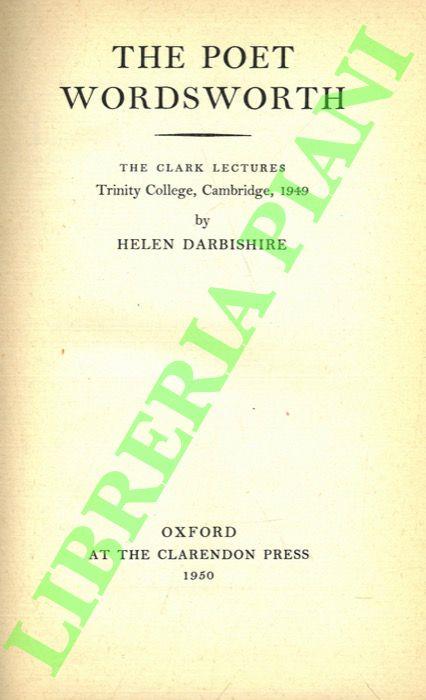 THE POET
WORDSWORTH
THE CLARK LECTURES
Trinity College, Cambridge, 1949
by
HELEN DARBISHIRE
OXFORD
AT THE CLARENDON PRESS
1950
LIBRERIA PIANI